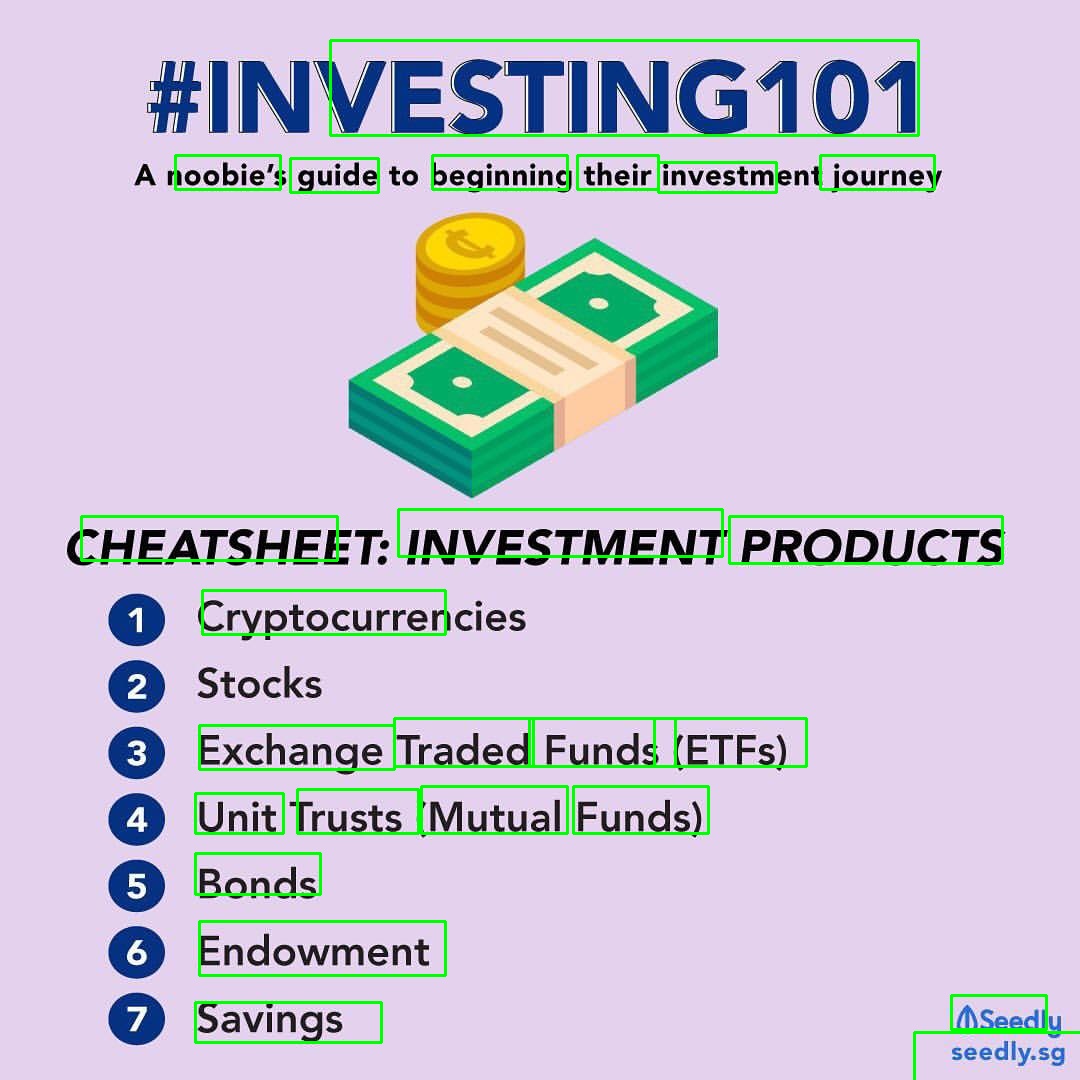 #INVESTING101
A noobie's guide to beginning their investment journey
CHEATSHEET: INVESTMENT PRODUCTS
1 Cryptocurrencies
2 Stocks
3 Exchange Traded Funds (ETFs)
4 Unit Trusts (Mutual Funds)
5 Bonds
6 Endowment
7 Savings
Seedly
seedly.sg